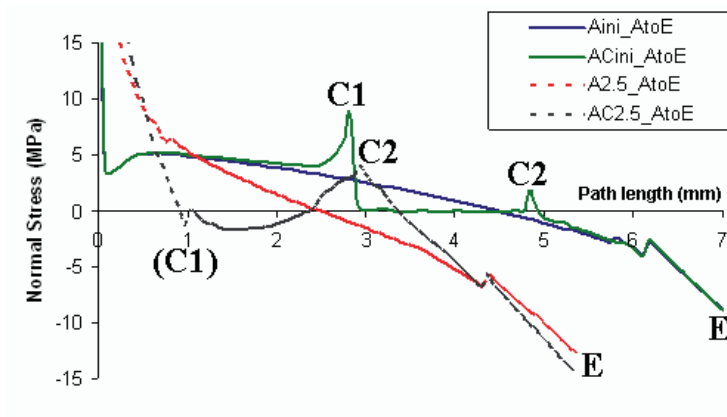 Aini_AtoE
ACini_AtoE
A2.5_AtoE
AC2.5_AtoE
Normal Stress (MPa)
15
10
5
0
-5
-10
-15
C1
C2
C2
Path length (mm)
0 1 2 3 4 5 6 7
(C1)
E
E